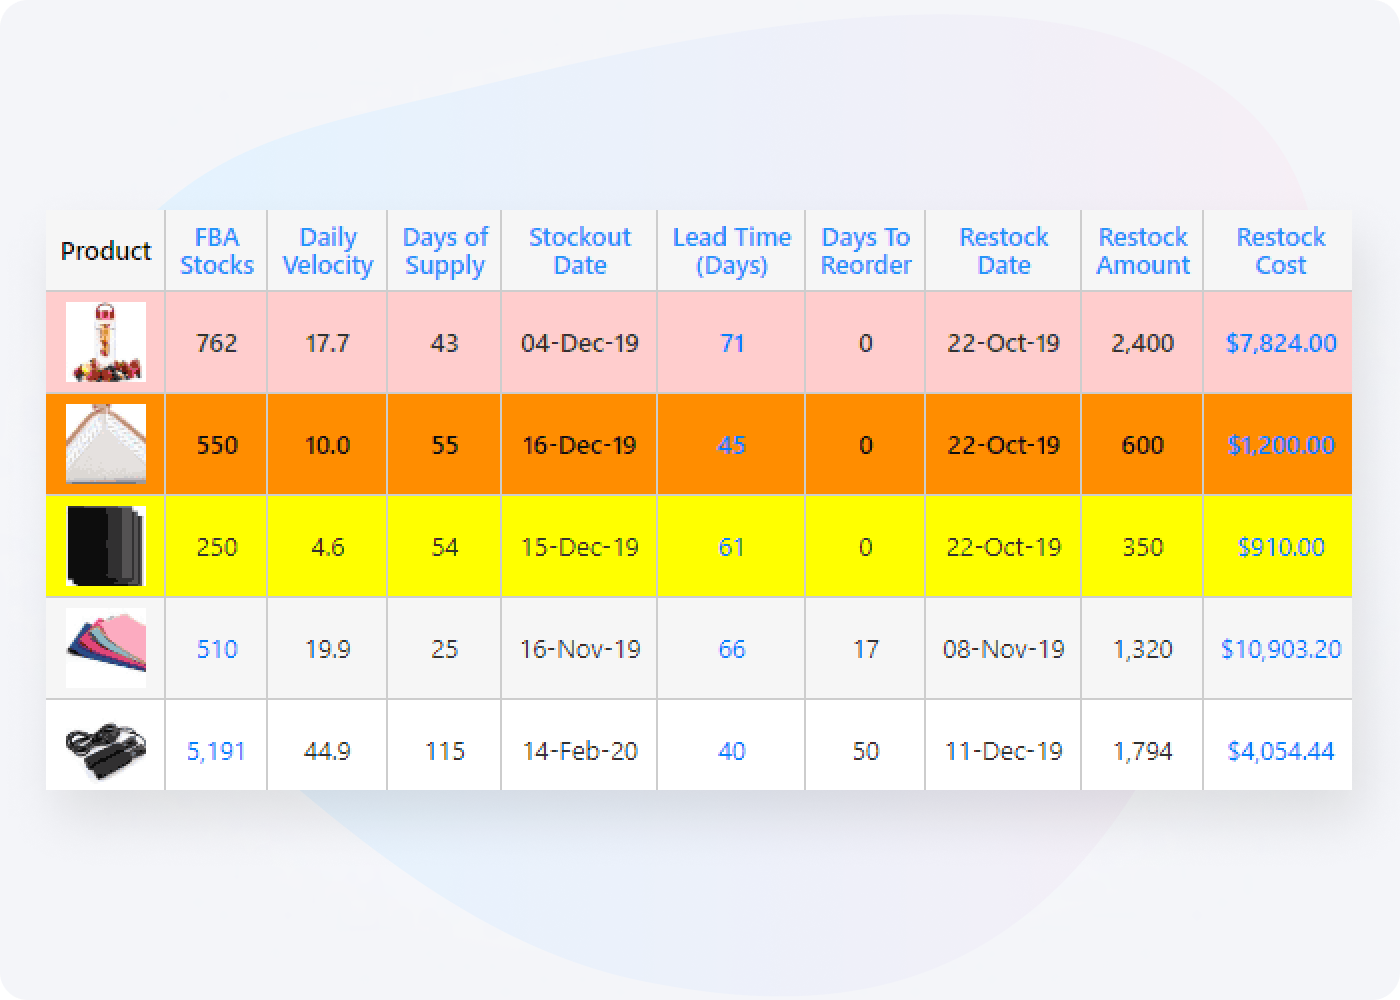 Product FBA Stocks Daily Velocity Days of Supply Stockout Date Lead Time (Days) Days To Reorder Restock Date Restock Amount Restock Cost
762 17.7 43 04-Dec-19 71 0 22-Oct-19 2,400 $7,824.00
550 10.0 55 16-Dec-19 45 0 22-Oct-19 600 $1,200.00
250 4.6 54 15-Dec-19 61 0 22-Oct-19 350 $910.00
510 19.9 25 16-Nov-19 66 17 08-Nov-19 1,320 $10,903.20
5,191 44.9 115 14-Feb-20 40 50 11-Dec-19 1,794 $4,054.44